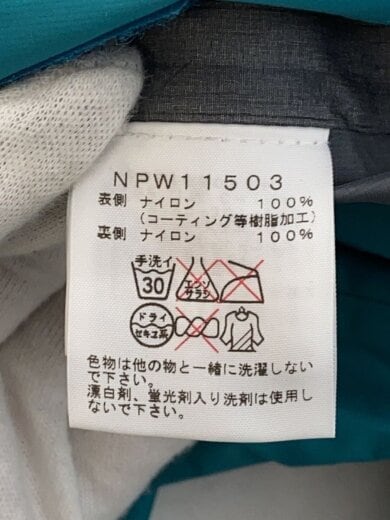 NPW11503
表側 ナイロン 100%
(コーティング等樹脂加工)
裏側 ナイロン 100%
手洗イ
30
エンソ
サラシ
ドライ
セキユ系
色物は他の物と一緒に洗濯しない
で下さい。
漂白剤、蛍光剤入り洗剤は使用し
ないで下さい。